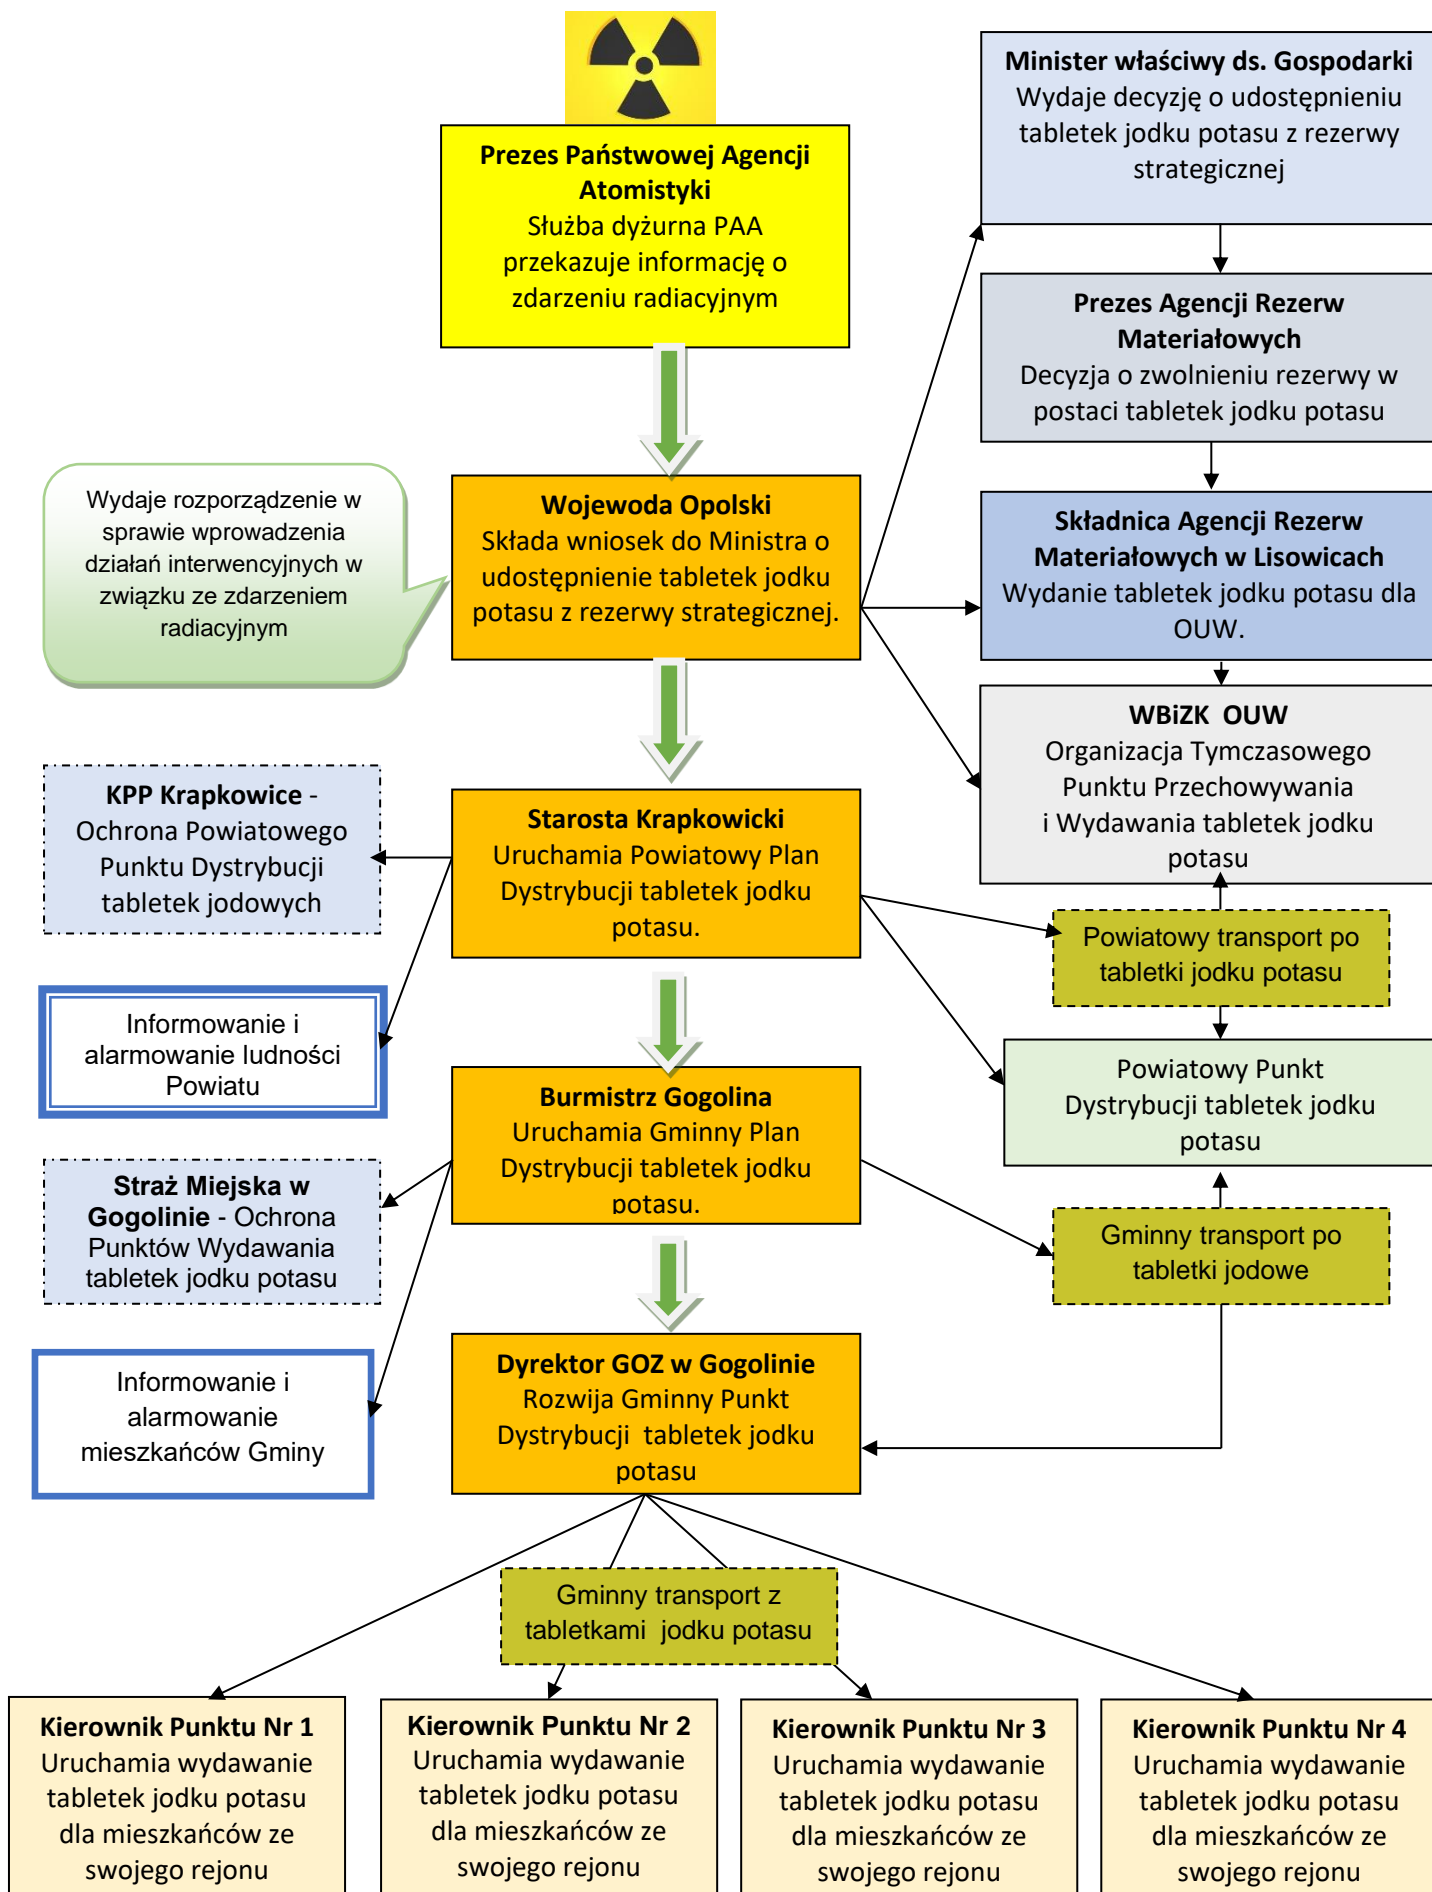 Prezes Państwowej Agencji
Atomistyki
Służba dyżurna PAA
przekazuje informację o
zdarzeniu radiacyjnym
Minister właściwy ds. Gospodarki
Wydaje decyzję o udostępnieniu
tabletek jodku potasu z rezerwy
strategicznej
Prezes Agencji Rezerw
Materiałowych
Decyzja o zwolnieniu rezerwy w
postaci tabletek jodku potasu
Wydaje rozporządzenie w
sprawie wprowadzenia
działań interwencyjnych w
związku ze zdarzeniem
radiacyjnym
Wojewoda Opolski
Składa wniosek do Ministra o
udostępnienie tabletek jodku
potasu z rezerwy strategicznej.
Składnica Agencji Rezerw
Materiałowych w Lisowicach
Wydanie tabletek jodku potasu dla
OUW.
WBiZK  OUW
Organizacja Tymczasowego
Punktu Przechowywania
i Wydawania tabletek jodku
potasu
KPP Krapkowice -
Ochrona Powiatowego
Punktu Dystrybucji
tabletek jodowych
Starosta Krapkowicki
Uruchamia Powiatowy Plan
Dystrybucji tabletek jodku
potasu.
Powiatowy transport po
tabletki jodku potasu
Informowanie i
alarmowanie ludności
Powiatu
Powiatowy Punkt
Dystrybucji tabletek jodku
potasu
Burmistrz Gogolina
Uruchamia Gminny Plan
Dystrybucji tabletek jodku
potasu.
Straż Miejska w
Gogolinie - Ochrona
Punktów Wydawania
tabletek jodku potasu
Gminny transport po
tabletki jodowe
Informowanie i
alarmowanie
mieszkańców Gminy
Dyrektor GOZ w Gogolinie
Rozwija Gminny Punkt
Dystrybucji  tabletek jodku
potasu
Gminny transport z
tabletkami  jodku potasu
Kierownik Punktu Nr 1
Uruchamia wydawanie
tabletek jodku potasu
dla mieszkańców ze
swojego rejonu
Kierownik Punktu Nr 2
Uruchamia wydawanie
tabletek jodku potasu
dla mieszkańców ze
swojego rejonu
Kierownik Punktu Nr 3
Uruchamia wydawanie
tabletek jodku potasu
dla mieszkańców ze
swojego rejonu
Kierownik Punktu Nr 4
Uruchamia wydawanie
tabletek jodku potasu
dla mieszkańców ze
swojego rejonu